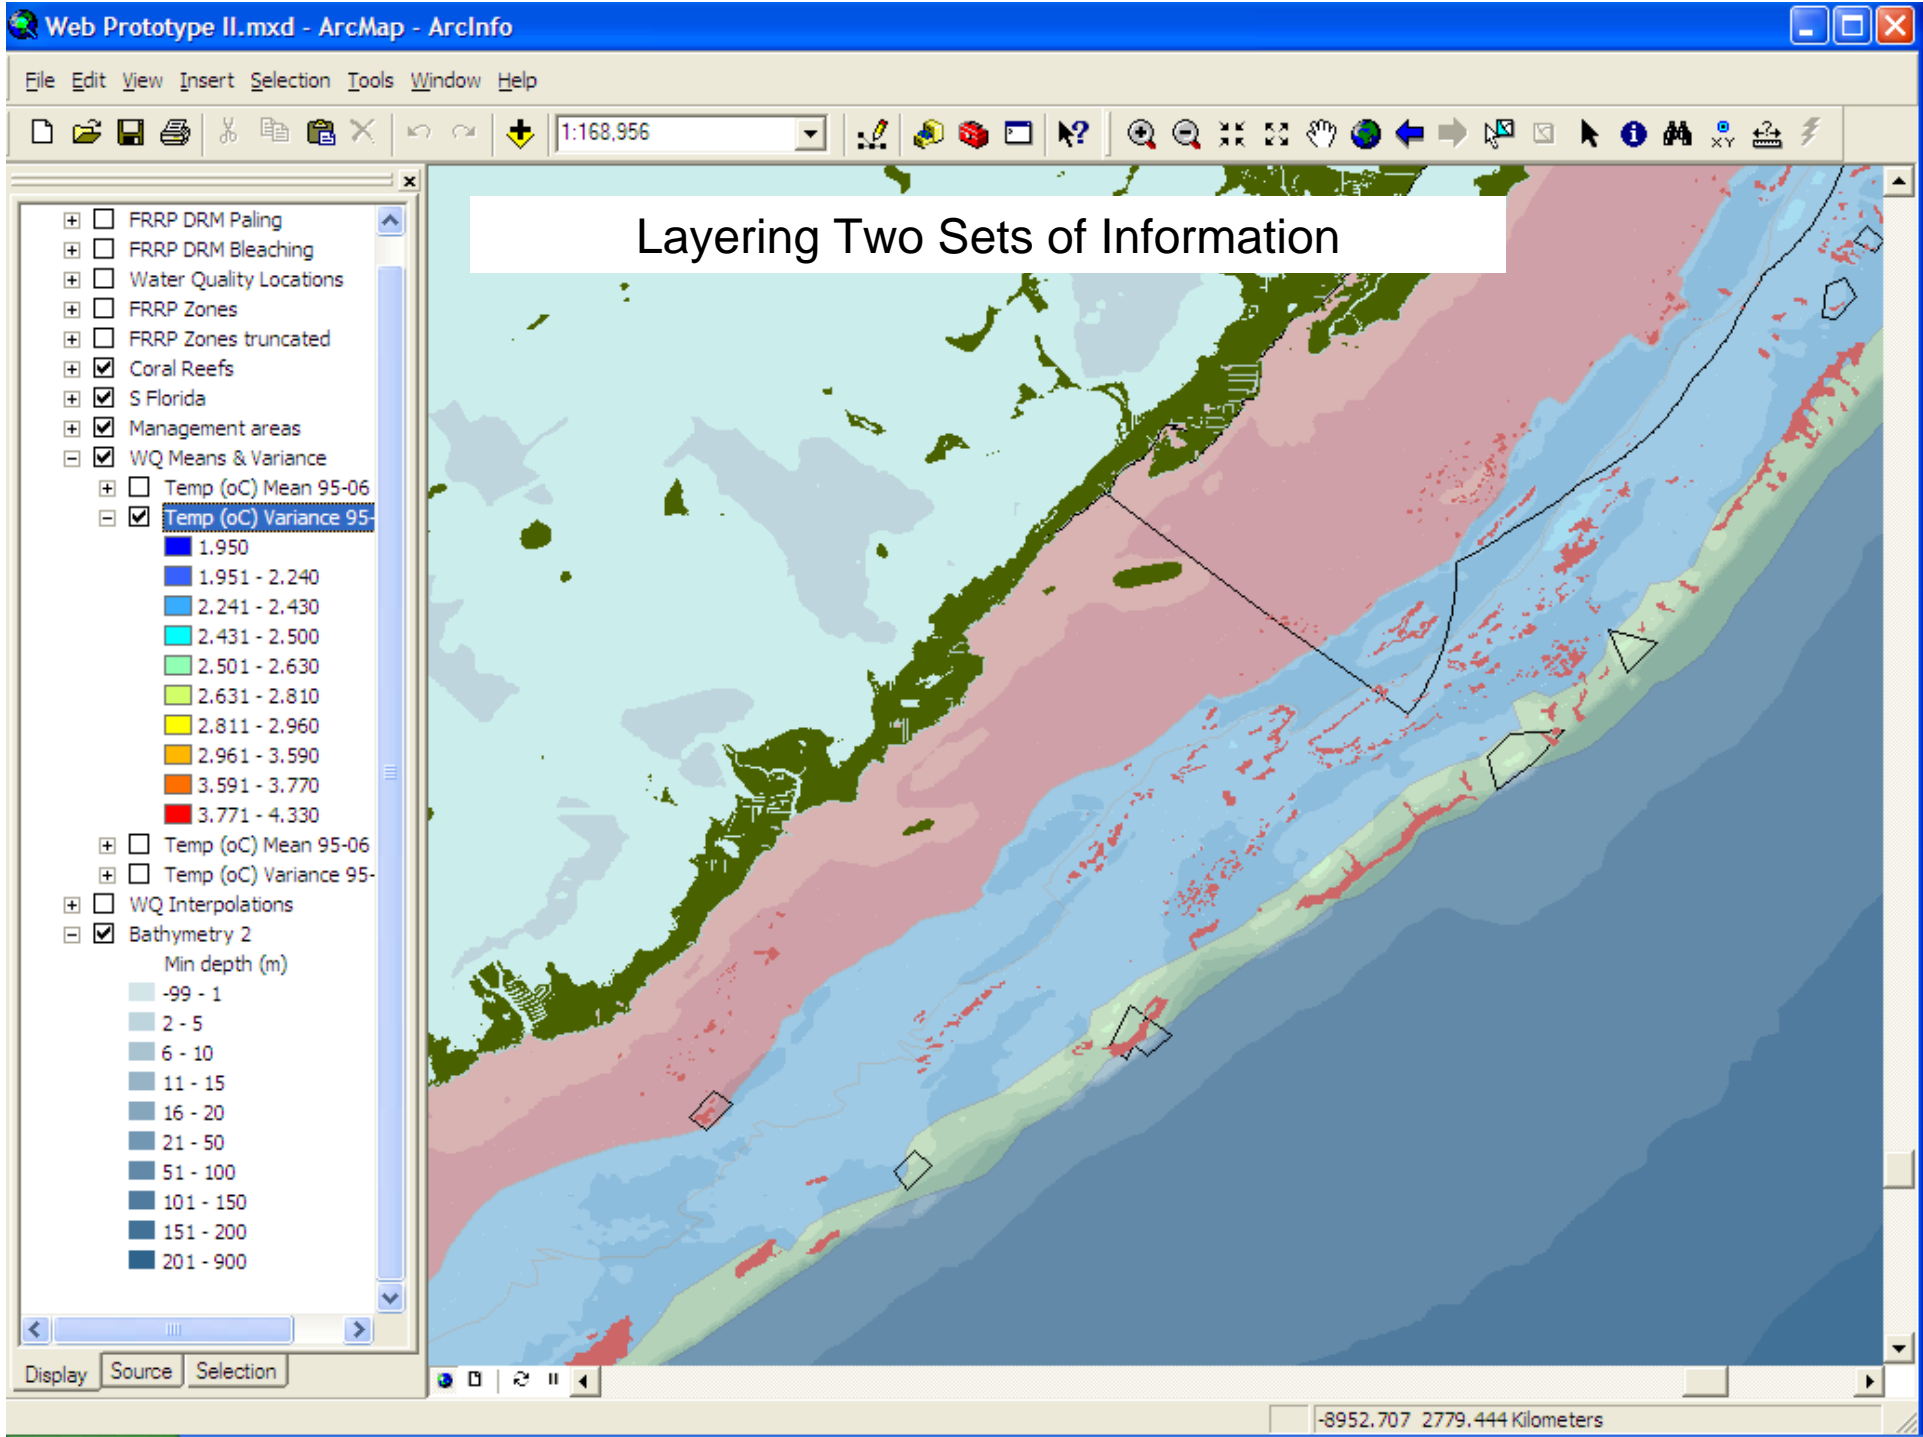 Web Prototype II.mxd - ArcMap - ArcInfo
File Edit View Insert Selection Tools Window Help
1:168,956
XY
Layering Two Sets of Information
FRRP DRM Paling
FRRP DRM Bleaching
Water Quality Locations
FRRP Zones
FRRP Zones truncated
Coral Reefs
S Florida
Management areas
WQ Means & Variance
Temp (oC) Mean 95-06
Temp (oC) Variance 95-
1.950
1.951 - 2.240
2.241 - 2.430
2.431 - 2.500
2.501 - 2.630
2.631 - 2.810
2.811 - 2.960
2.961 - 3.590
3.591 - 3.770
3.771 - 4.330
Temp (oC) Mean 95-06
Temp (oC) Variance 95-
WQ Interpolations
Bathymetry 2
Min depth (m)
-99 - 1
2 - 5
6 - 10
11 - 15
16 - 20
21 - 50
51 - 100
101 - 150
151 - 200
201 - 900
Display Source Selection
-8952.707 2779.444 Kilometers